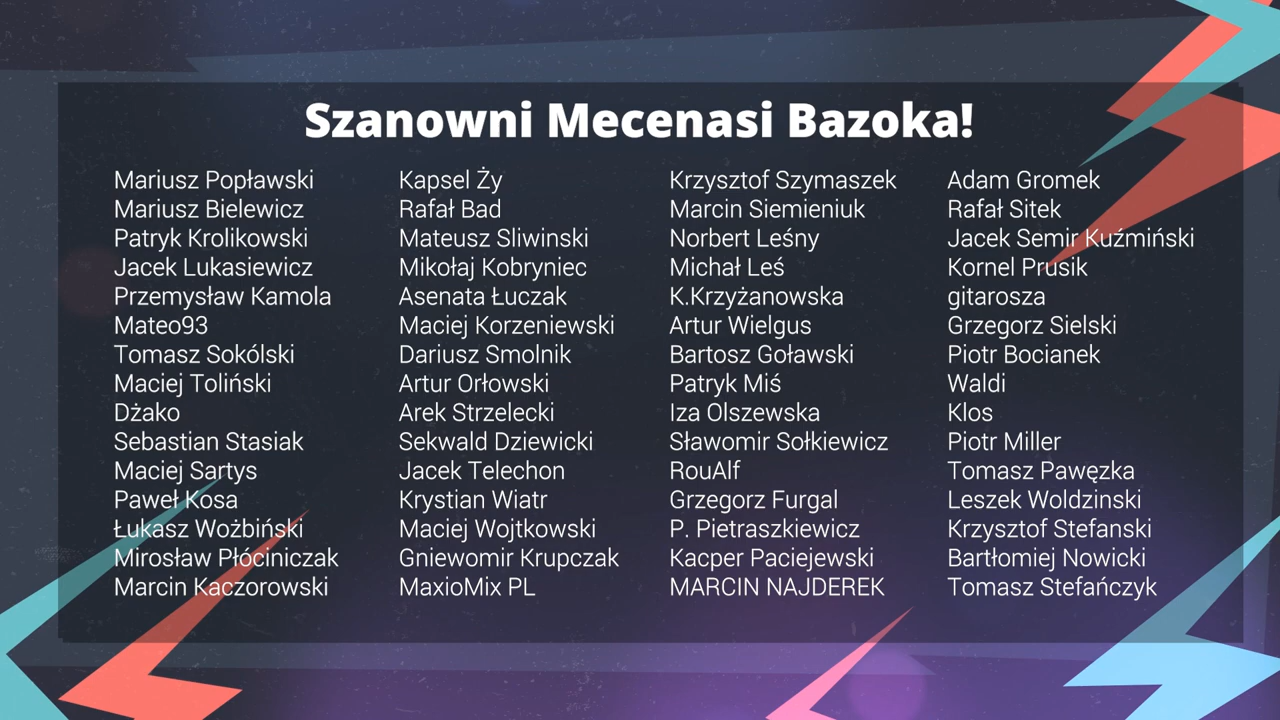 Szanowni Mecenasi Bazoka!
Mariusz Popławski
Mariusz Bielewicz
Patryk Krolikowski
Jacek Lukasiewicz
Przemysław Kamola
Mateo93
Tomasz Sokólski
Maciej Toliński
Dżako
Sebastian Stasiak
Maciej Sartys
Paweł Kosa
Łukasz Wożbiński
Mirosław Płóciniczak
Marcin Kaczorowski
Kapsel Ży
Rafał Bad
Mateusz Sliwinski
Mikołaj Kobryniec
Asenata Łuczak
Maciej Korzeniewski
Dariusz Smolnik
Artur Orłowski
Arek Strzelecki
Sekwald Dziewicki
Jacek Telechon
Krystian Wiatr
Maciej Wojtkowski
Gniewomir Krupczak
MaxioMix PL
Krzysztof Szymaszek
Marcin Siemieniuk
Norbert Leśny
Michał Leś
K.Krzyżanowska
Artur Wielgus
Bartosz Goławski
Patryk Miś
Iza Olszewska
Sławomir Sołkiewicz
RouAlf
Grzegorz Furgal
P. Pietraszkiewicz
Kacper Paciejewski
MARCIN NAJDEREK
Adam Gromek
Rafał Sitek
Jacek Semir Kuźmiński
Kornel Prusik
gitarosza
Grzegorz Sielski
Piotr Bocianek
Waldi
Klos
Piotr Miller
Tomasz Pawęzka
Leszek Woldzinski
Krzysztof Stefanski
Bartłomiej Nowicki
Tomasz Stefańczyk